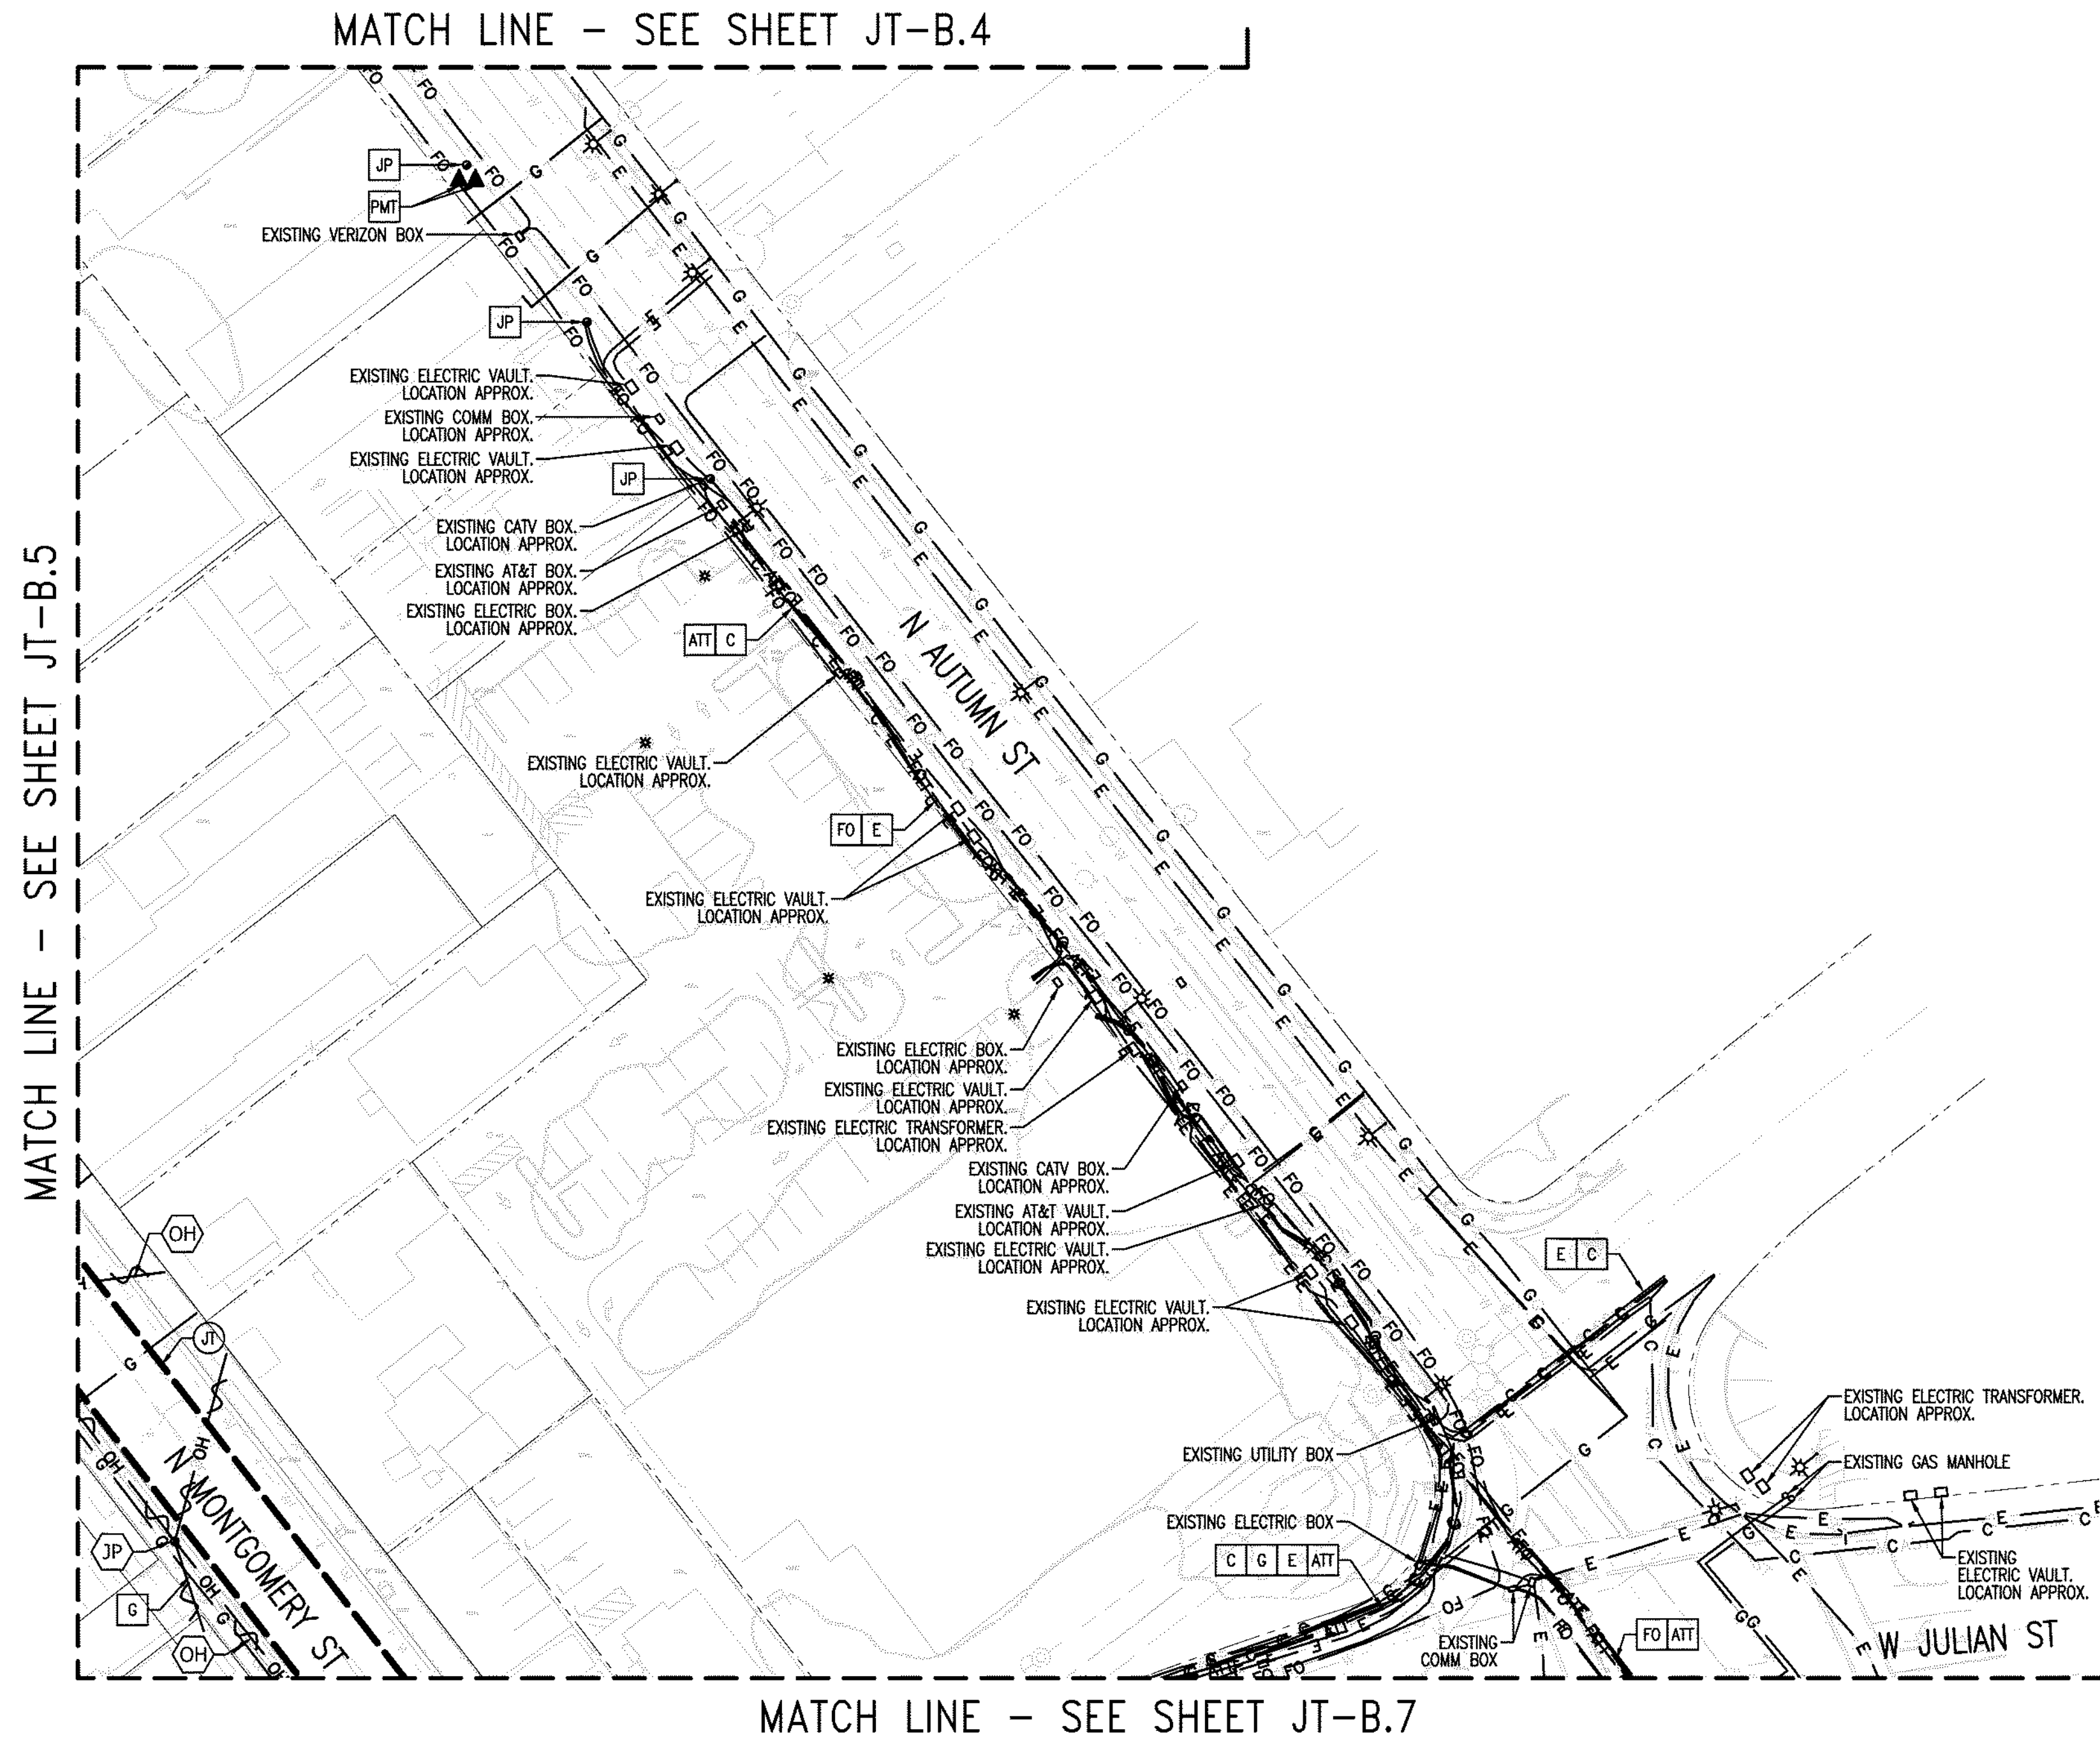 MATCH LINE - SEE SHEET JT-B.4
MATCH LINE - SEE SHEET JT-B.5
JP
PMT
EXISTING VERIZON BOX
JP
EXISTING ELECTRIC VAULT.
LOCATION APPROX.
EXISTING COMM BOX.
LOCATION APPROX.
EXISTING ELECTRIC VAULT.
LOCATION APPROX.
JP
EXISTING CATV BOX.
LOCATION APPROX.
EXISTING AT&T BOX.
LOCATION APPROX.
EXISTING ELECTRIC BOX.
LOCATION APPROX.
ATT C
N AUTUMN ST
EXISTING ELECTRIC VAULT.
LOCATION APPROX.
FO E
EXISTING ELECTRIC VAULT.
LOCATION APPROX.
EXISTING ELECTRIC BOX.
LOCATION APPROX.
EXISTING ELECTRIC VAULT.
LOCATION APPROX.
EXISTING ELECTRIC TRANSFORMER.
LOCATION APPROX.
EXISTING CATV BOX.
LOCATION APPROX.
EXISTING AT&T VAULT.
LOCATION APPROX.
EXISTING ELECTRIC VAULT.
LOCATION APPROX.
EXISTING ELECTRIC VAULT.
LOCATION APPROX.
OH
JT
E C
EXISTING ELECTRIC TRANSFORMER.
LOCATION APPROX.
EXISTING UTILITY BOX
EXISTING GAS MANHOLE
EXISTING ELECTRIC BOX
C G E ATT
EXISTING
ELECTRIC VAULT.
LOCATION APPROX.
N MONTGOMERY ST
JP
G
OH
EXISTING
COMM BOX
FO ATT
W JULIAN ST
MATCH LINE - SEE SHEET JT-B.7